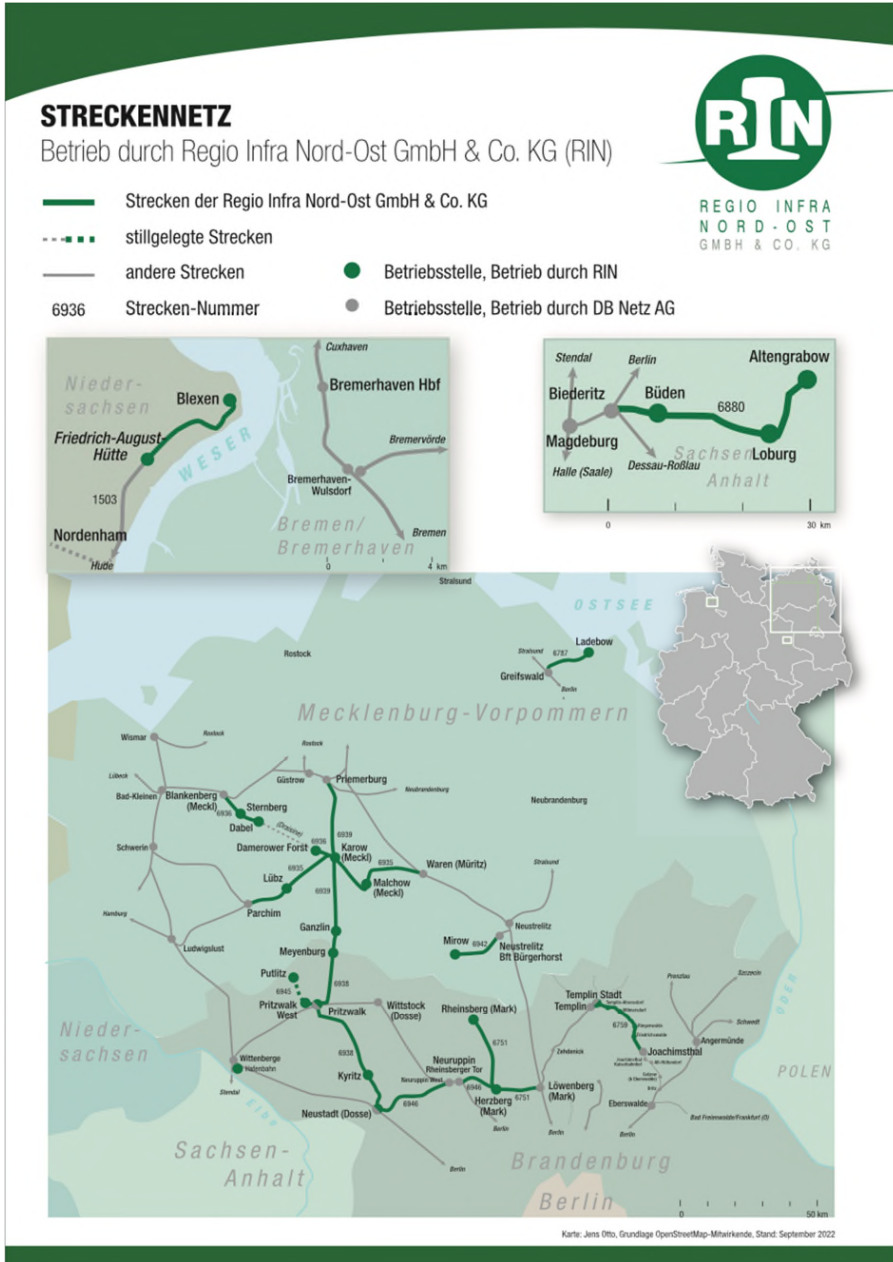 STRECKENNETZ
Betrieb durch Regio Infra Nord-Ost GmbH & Co. KG (RIN)
RIN
REGIO INFRA
NORD-OST
GMBH & CO. KG
Strecken der Regio Infra Nord-Ost GmbH & Co. KG
stillgelegte Strecken
andere Strecken
Betriebsstelle, Betrieb durch RIN
6936
Strecken-Nummer
Betriebsstelle, Betrieb durch DB Netz AG
Cuxhaven
Nieder-
sachsen
Blexen
Bremerhaven Hbf
Friedrich-August-
Hütte
WESER
Bremervörde
Bremerhaven-
Wulsdorf
1503
Nordenham
Bremen/
Bremerhaven
Bremen
Hude
0
4 km
Stendal
Berlin
Altengrabow
Biederitz
Büden
6880
Magdeburg
Sachsen
Anhalt
Loburg
Halle (Saale)
Dessau-Roßlau
0
30 km
Stralsund
OSTSEE
Rostock
Ladebow
Stralsund
6787
Greifswald
Berlin
Mecklenburg-Vorpommern
Wismar
Rostock
Rostock
Lübeck
Güstrow
Priemerburg
Bad-Kleinen
Blankenberg
(Meckl)
Neubrandenburg
Neubrandenburg
6936
Sternberg
Dabel
(Draisine)
6939
Schwerin
Damerower Forst
6936
Karow
(Meckl)
6935
Waren (Müritz)
Stralsund
6935
Lübz
6939
Malchow
(Meckl)
Parchim
Hamburg
Ganzlin
Neustrelitz
Ludwigslust
Mirow
6942
Neustrelitz
Bft Bürgerhorst
Meyenburg
Putlitz
6945
6938
Prenzlau
Szczecin
Pritzwalk
West
Pritzwalk
Wittstock
(Dosse)
Rheinsberg (Mark)
Templin Stadt
Templin
6759
Schwedt
ODER
Nieder-
sachsen
6938
6751
Zehdenick
Joachimsthal
Angermünde
Wittenberge
Hafenbahn
Neuruppin
Rheinsberger Tor
POLEN
Kyritz
Neuruppin West
6946
Stendal
Elbe
6946
Herzberg
(Mark)
6751
Löwenberg
(Mark)
Eberswalde
Neustadt (Dosse)
Bad Freienwalde/Frankfurt (O)
Berlin
Berlin
Berlin
Berlin
Sachsen-
Anhalt
Brandenburg
Berlin
0
50 km
Karte: Jens Otto, Grundlage OpenStreetMap-Mitwirkende, Stand: September 2022